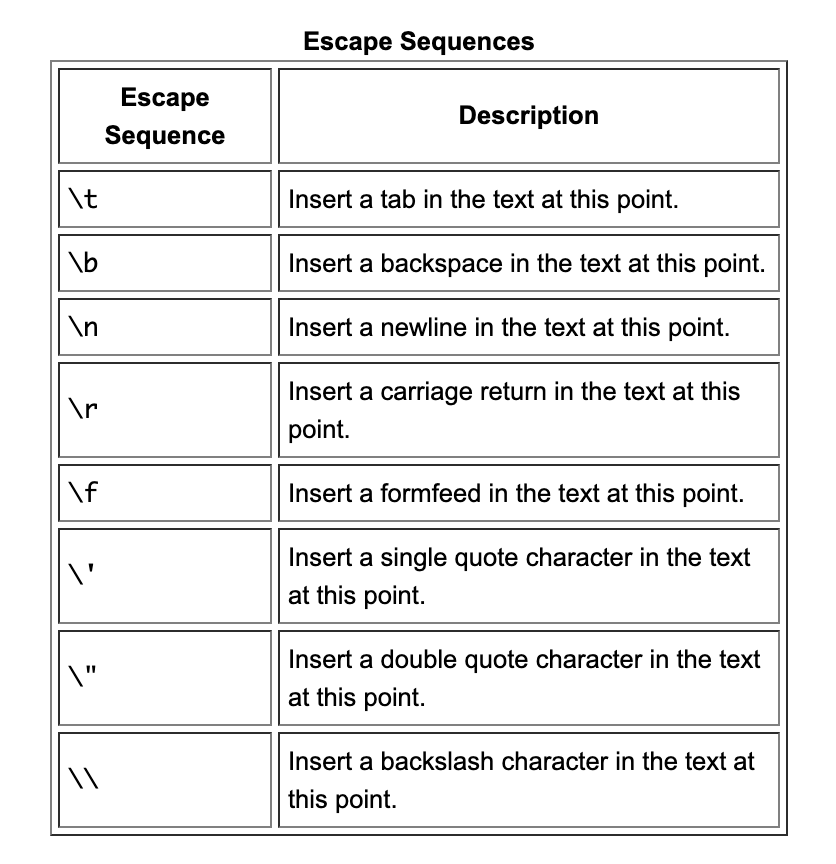 Escape Sequences
Escape
Sequence
Description
\t
Insert a tab in the text at this point.
\b
Insert a backspace in the text at this point.
\n
Insert a newline in the text at this point.
\r
Insert a carriage return in the text at this
point.
\f
Insert a formfeed in the text at this point.
\'
Insert a single quote character in the text
at this point.
\"
Insert a double quote character in the text
at this point.
\\
Insert a backslash character in the text at
this point.